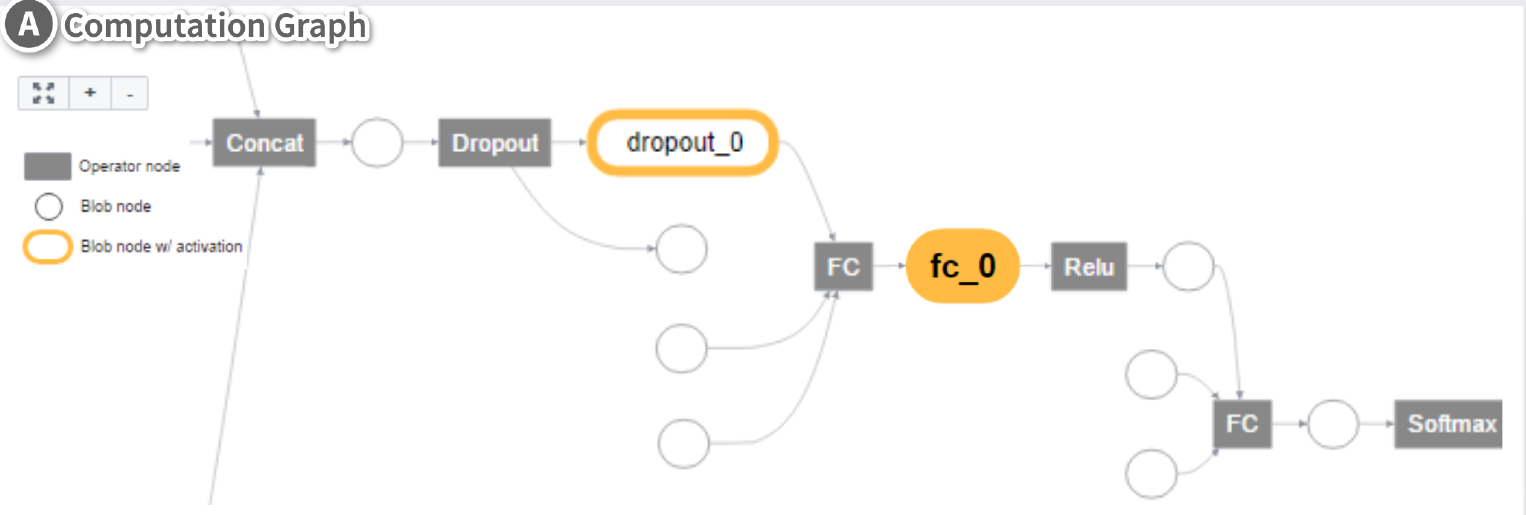 A Computation Graph
+ -
Concat
Dropout
dropout_0
Operator node
Blob node
Blob node w/ activation
FC
fc_0
Relu
FC
Softmax